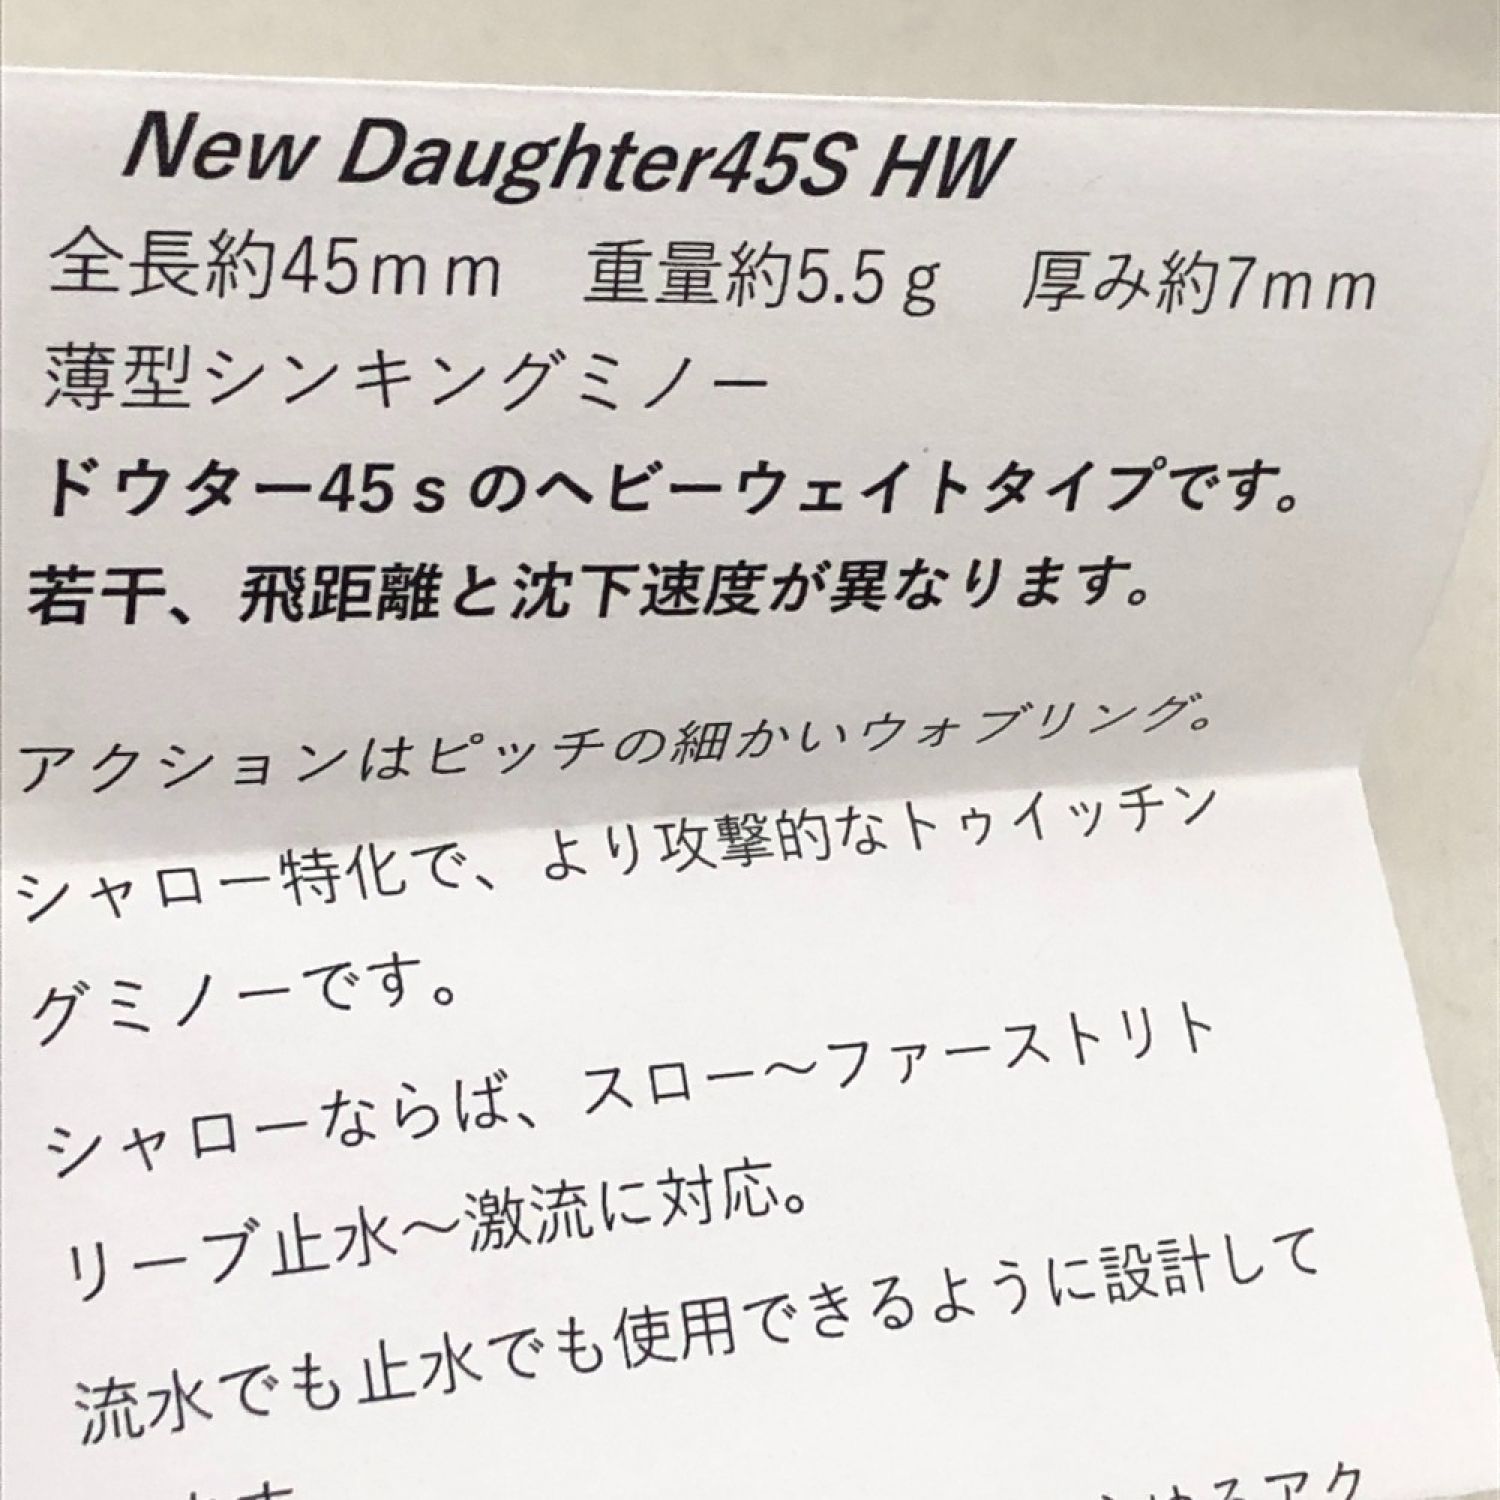 New Daughter45S HW
全長約45mm　重量約5.5g　厚み約7mm
薄型シンキングミノー
ドウター45sのヘビーウェイトタイプです。
若干、飛距離と沈下速度が異なります。
アクションはピッチの細かいウォブリング。
シャロー特化で、より攻撃的なトゥイッチン
グミノーです。
シャローならば、スロー～ファーストリト
リーブ止水～激流に対応。
流水でも止水でも使用できるように設計して